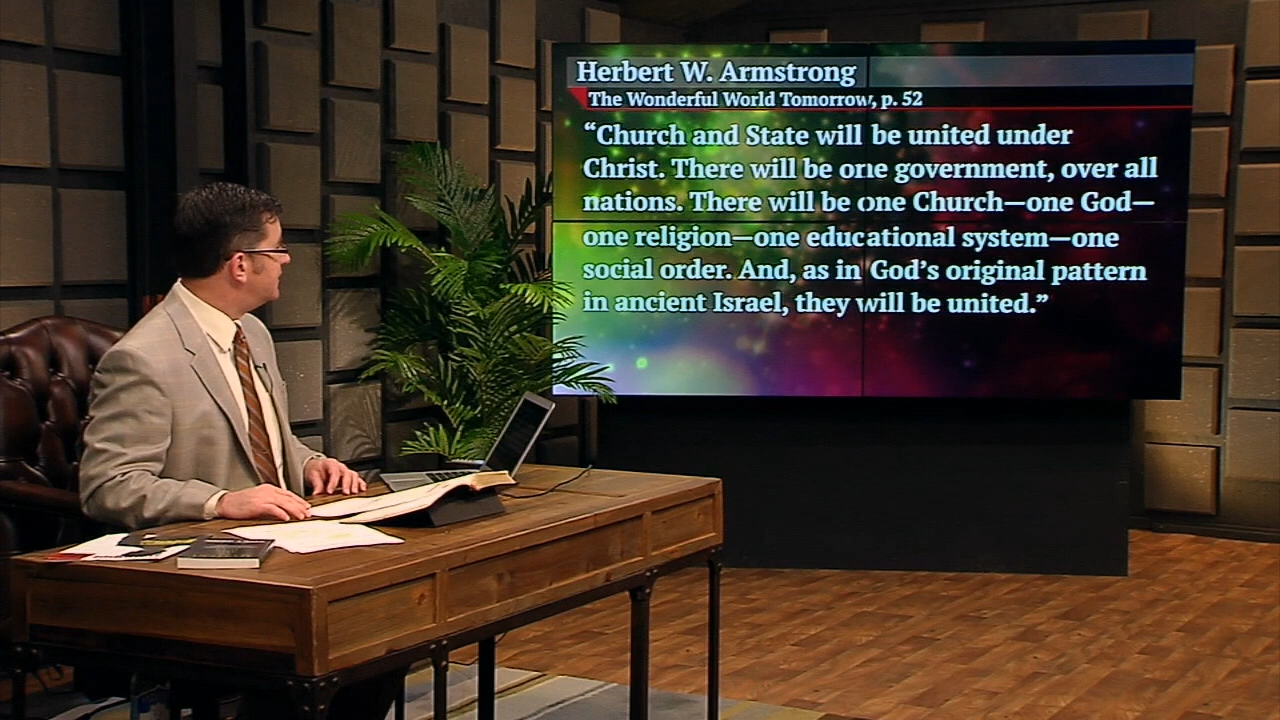 Herbert W. Armstrong
The Wonderful World Tomorrow, p. 52
“Church and State will be united under
Christ. There will be one government, over all
nations. There will be one Church—one God—
one religion—one educational system—one
social order. And, as in God’s original pattern
in ancient Israel, they will be united.”